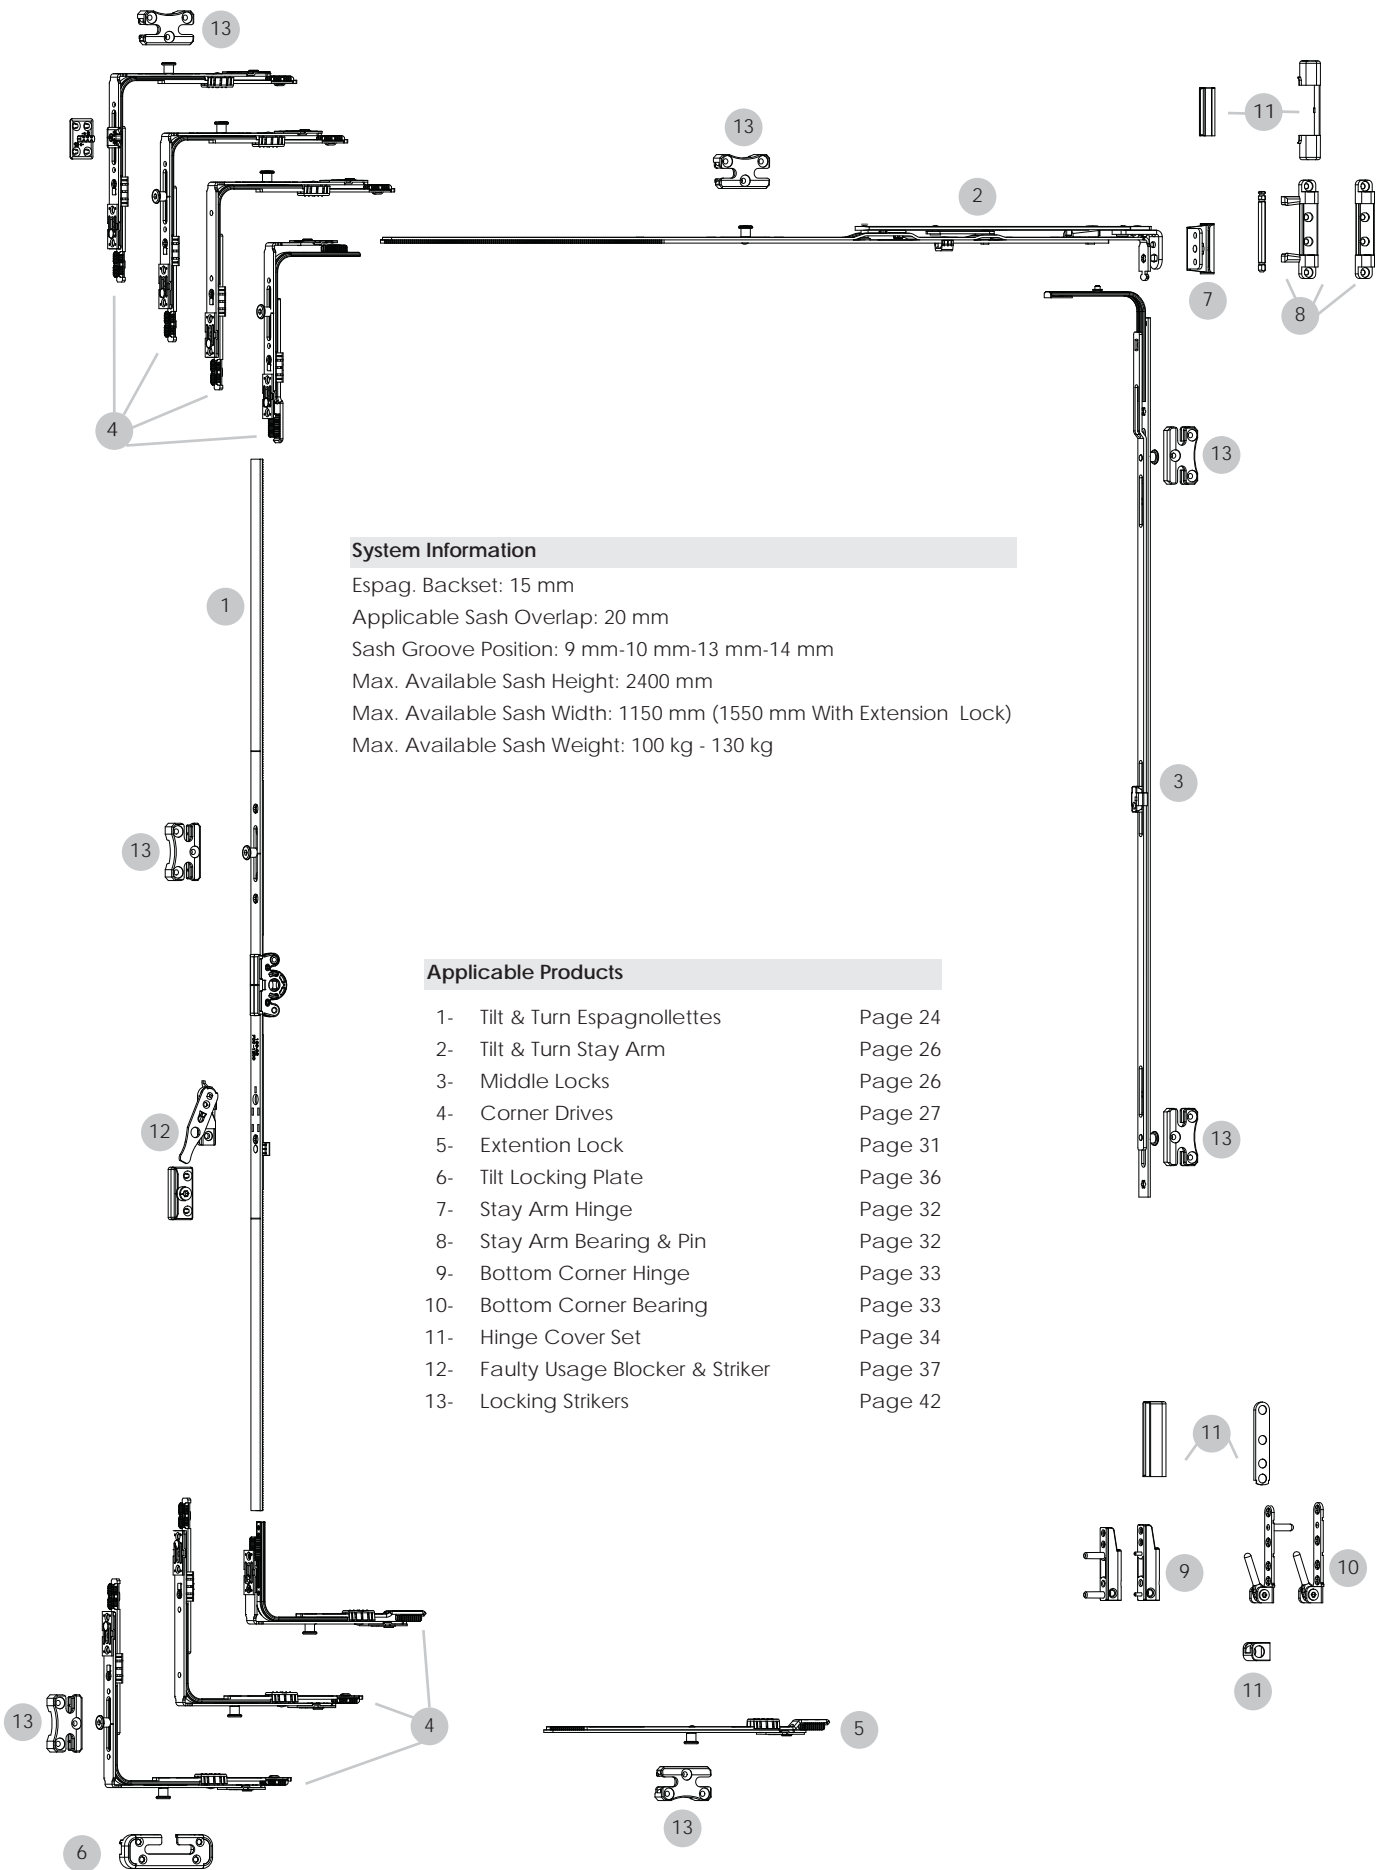 13
11
13
2
7
8
4
13
System Information
Espag. Backset: 15 mm
Applicable Sash Overlap: 20 mm
Sash Groove Position: 9 mm-10 mm-13 mm-14 mm
Max. Available Sash Height: 2400 mm
Max. Available Sash Width: 1150 mm (1550 mm With Extension Lock)
Max. Available Sash Weight: 100 kg - 130 kg
1
3
13
Applicable Products
1- Tilt & Turn Espagnollettes Page 24
2- Tilt & Turn Stay Arm Page 26
3- Middle Locks Page 26
4- Corner Drives Page 27
5- Extention Lock Page 31
6- Tilt Locking Plate Page 36
7- Stay Arm Hinge Page 32
8- Stay Arm Bearing & Pin Page 32
9- Bottom Corner Hinge Page 33
10- Bottom Corner Bearing Page 33
11- Hinge Cover Set Page 34
12- Faulty Usage Blocker & Striker Page 37
13- Locking Strikers Page 42
12
13
11
9
10
11
13
4
5
13
6